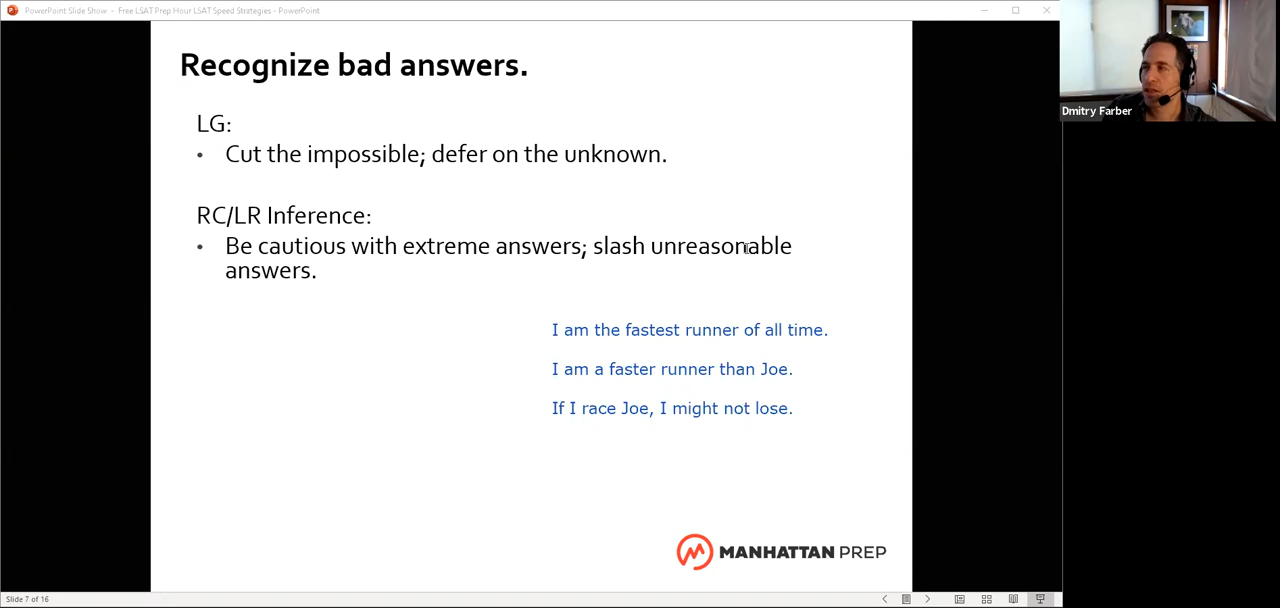 PowerPoint Slide Show - Free LSAT Prep Hour LSAT Speed Strategies - PowerPoint
Recognize bad answers.
LG:
• Cut the impossible; defer on the unknown.
RC/LR Inference:
• Be cautious with extreme answers; slash unreasonable
answers.
I am the fastest runner of all time.
I am a faster runner than Joe.
If I race Joe, I might not lose.
MANHATTAN PREP
Dmitry Farber
Slide 7 of 16